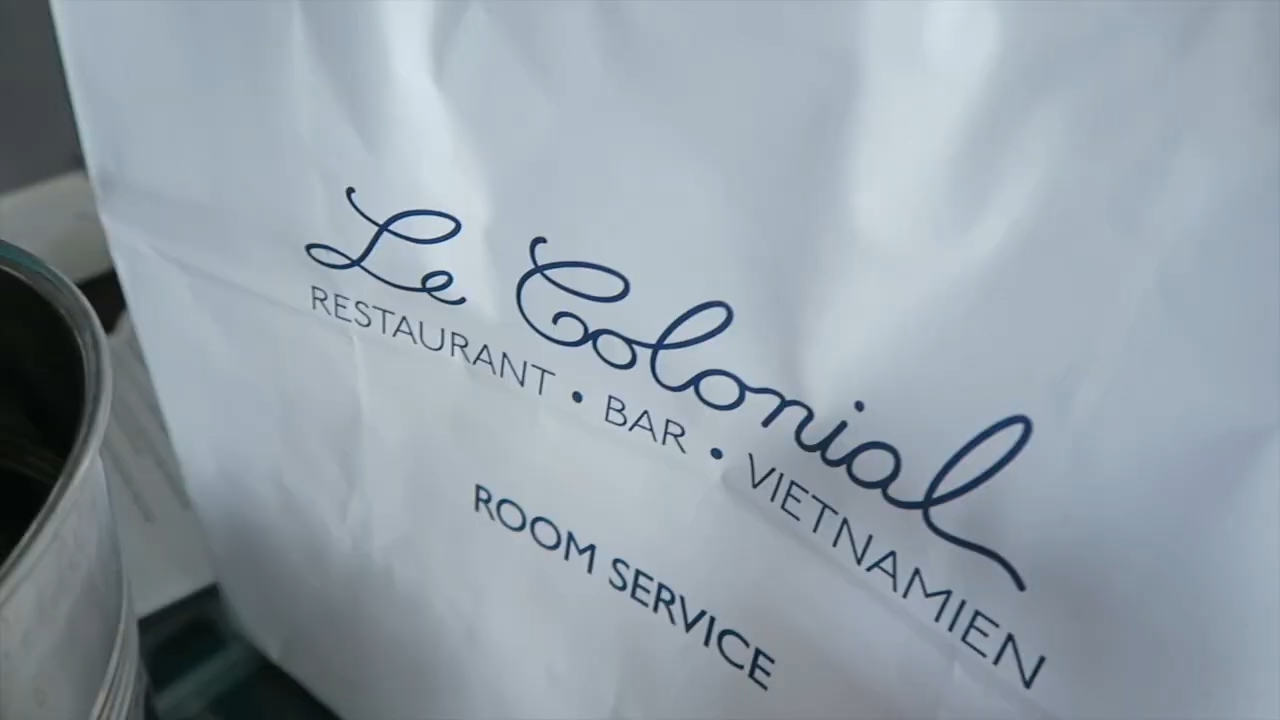 Le Colonial
RESTAURANT • BAR • VIETNAMIEN
ROOM SERVICE